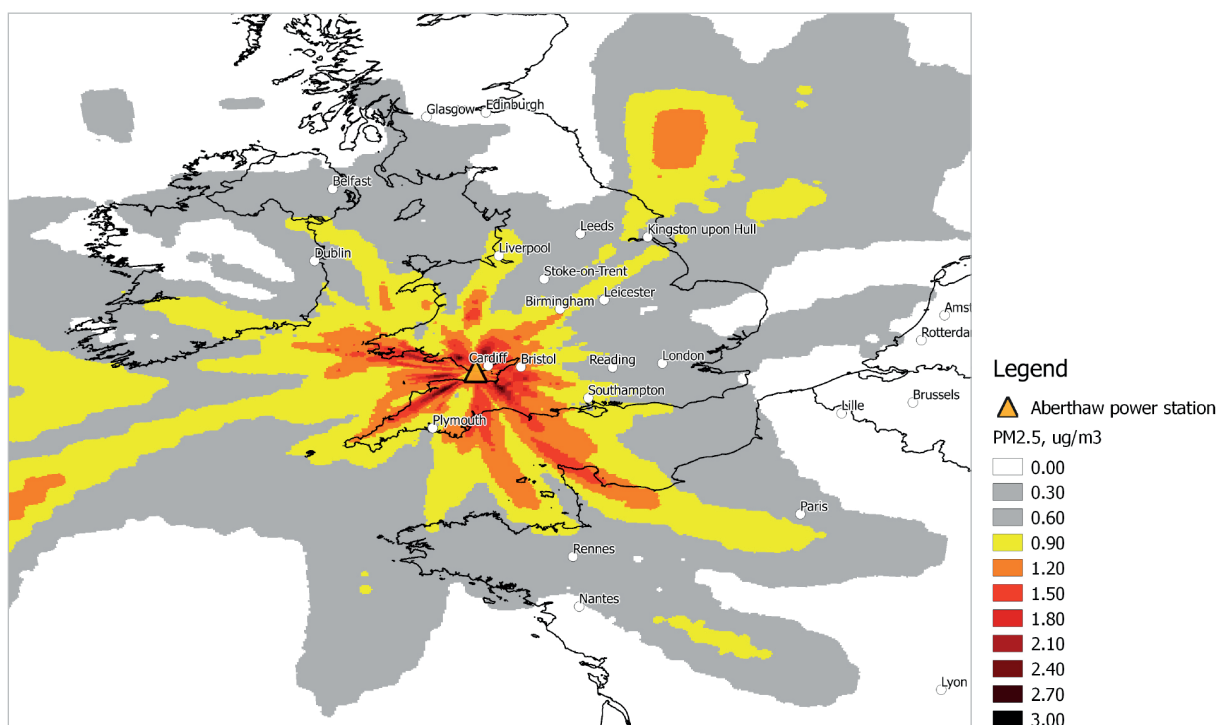 Glasgow
Edinburgh
Belfast
Leeds
Kingston upon Hull
Dublin
Liverpool
Stoke-on-Trent
Leicester
Birmingham
Amst
Rotterda
Cardiff
Bristol
Reading
London
Southampton
Brussels
Lille
Plymouth
Paris
Rennes
Nantes
Lyon
Legend
Aberthaw power station
PM2.5, ug/m3
0.00
0.30
0.60
0.90
1.20
1.50
1.80
2.10
2.40
2.70
3.00